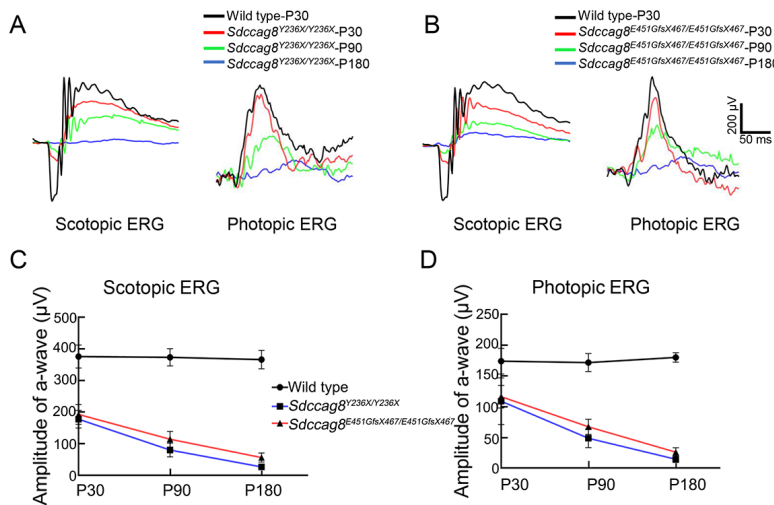 A
Wild type-P30
Sdccag8Y236X/Y236X-P30
Sdccag8Y236X/Y236X-P90
Sdccag8Y236X/Y236X-P180
Scotopic ERG
Photopic ERG
B
Wild type-P30
Sdccag8E451GfsX467/E451GfsX467-P30
Sdccag8E451GfsX467/E451GfsX467-P90
Sdccag8E451GfsX467/E451GfsX467-P180
200 µV
50 ms
Scotopic ERG
Photopic ERG
C
Scotopic ERG
Amplitude of a-wave (µV)
500
400
300
200
100
0
P30
P90
P180
Wild type
Sdccag8Y236X/Y236X
Sdccag8E451GfsX467/E451GfsX467
D
Photopic ERG
Amplitude of a-wave (µV)
250
200
150
100
50
0
P30
P90
P180